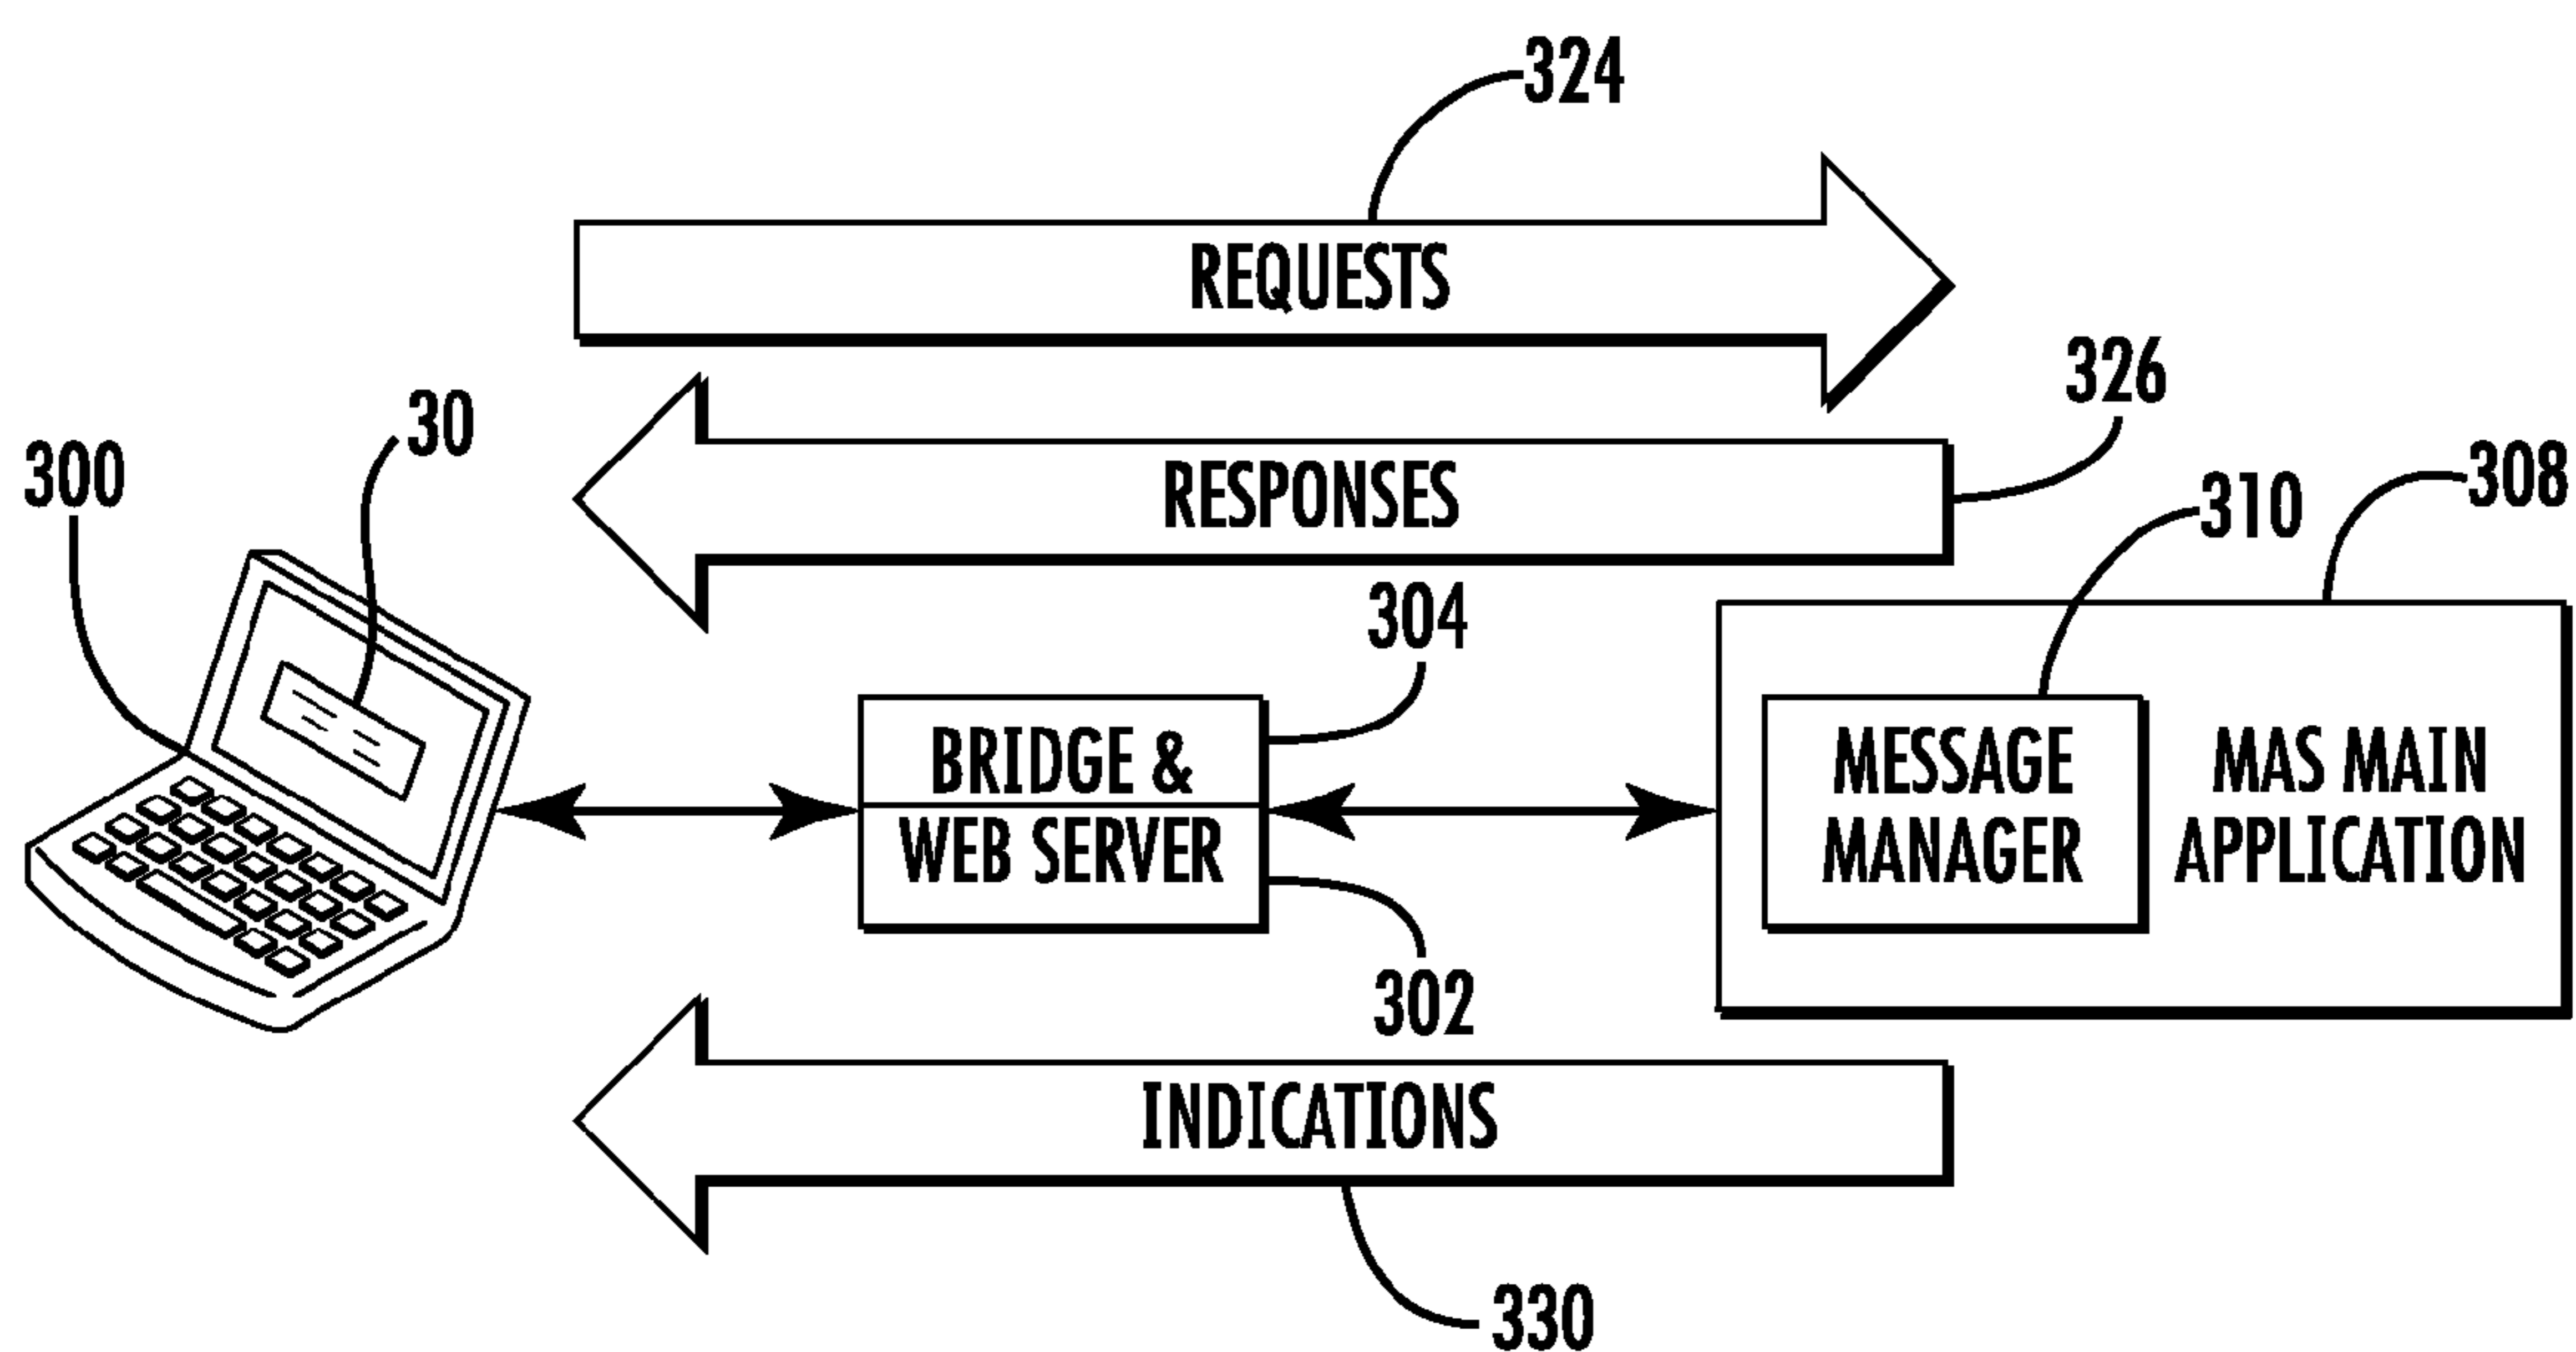 324
REQUESTS
326
30
300
RESPONSES
308
310
304
BRIDGE &
WEB SERVER
MESSAGE
MANAGER
MAS MAIN
APPLICATION
302
INDICATIONS
330